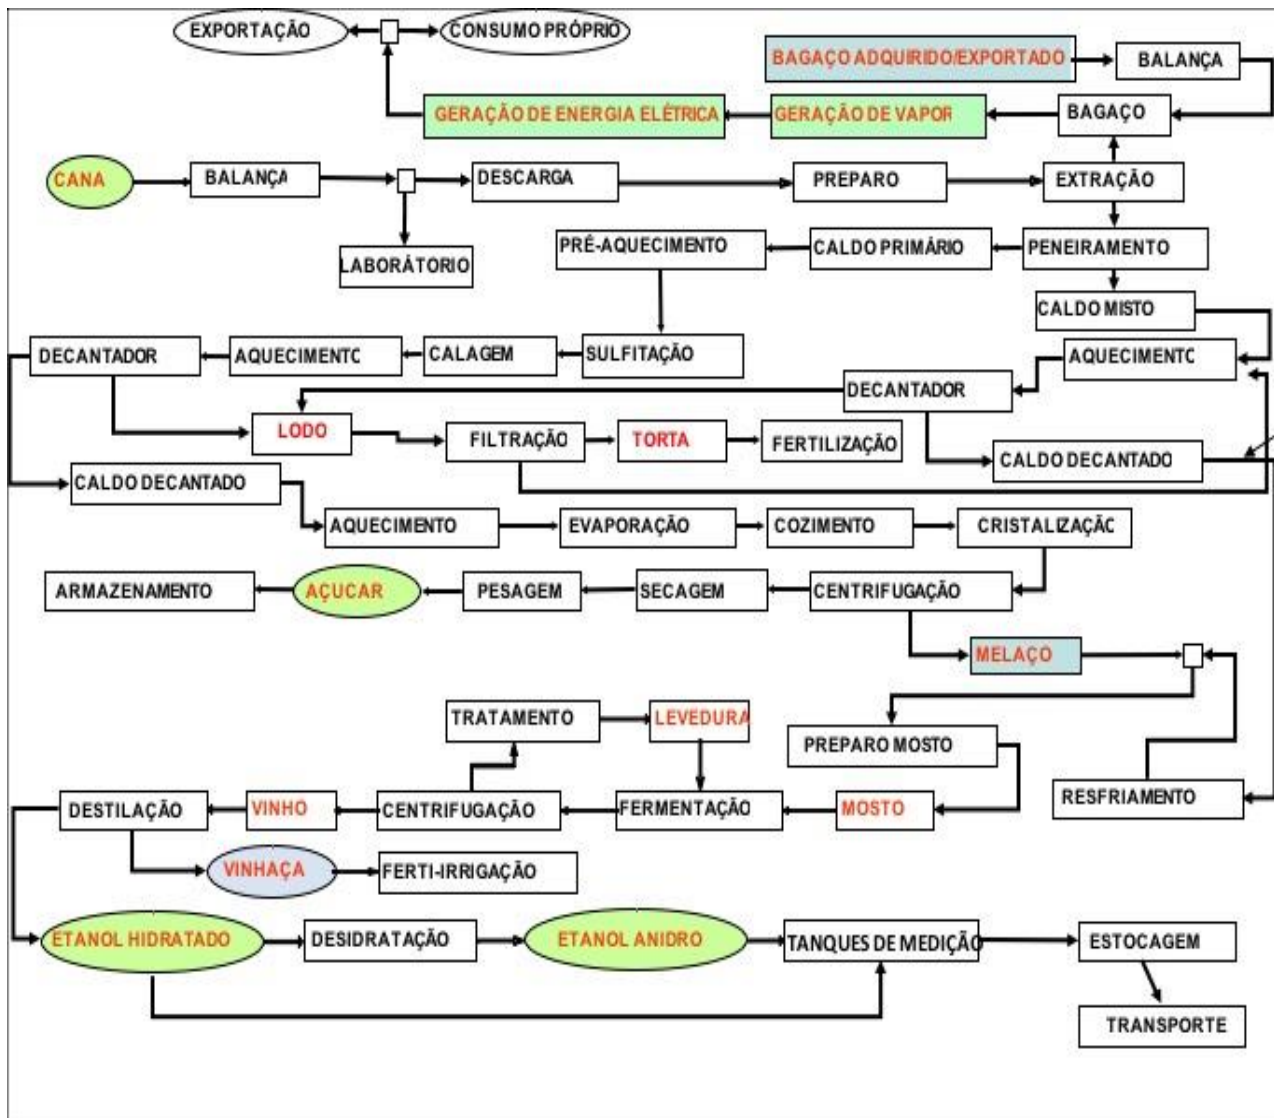 EXPORTAÇÃO
CONSUMO PRÓPRIO
BAGAÇO ADQUIRIDO/EXPORTADO
BALANÇA
GERAÇÃO DE ENERGIA ELÉTRICA
GERAÇÃO DE VAPOR
BAGAÇO
CANA
BALANÇA
DESCARGA
PREPARO
EXTRAÇÃO
LABORÁTORIO
PRÉ-AQUECIMENTO
CALDO PRIMÁRIO
PENEIRAMENTO
CALDO MISTO
DECANTADOR
AQUECIMENTO
CALAGEM
SULFITAÇÃO
AQUECIMENTO
DECANTADOR
LODO
FILTRAÇÃO
TORTA
FERTILIZAÇÃO
CALDO DECANTADO
CALDO DECANTADO
AQUECIMENTO
EVAPORAÇÃO
COZIMENTO
CRISTALIZAÇÃO
ARMAZENAMENTO
AÇUCAR
PESAGEM
SECAGEM
CENTRIFUGAÇÃO
MELAÇO
TRATAMENTO
LEVEDURA
PREPARO MOSTO
DESTILAÇÃO
VINHO
CENTRIFUGAÇÃO
FERMENTAÇÃO
MOSTO
RESFRIAMENTO
VINHAÇA
FERTI-IRRIGAÇÃO
ETANOL HIDRATADO
DESIDRATAÇÃO
ETANOL ANIDRO
TANQUES DE MEDIÇÃO
ESTOCAGEM
TRANSPORTE